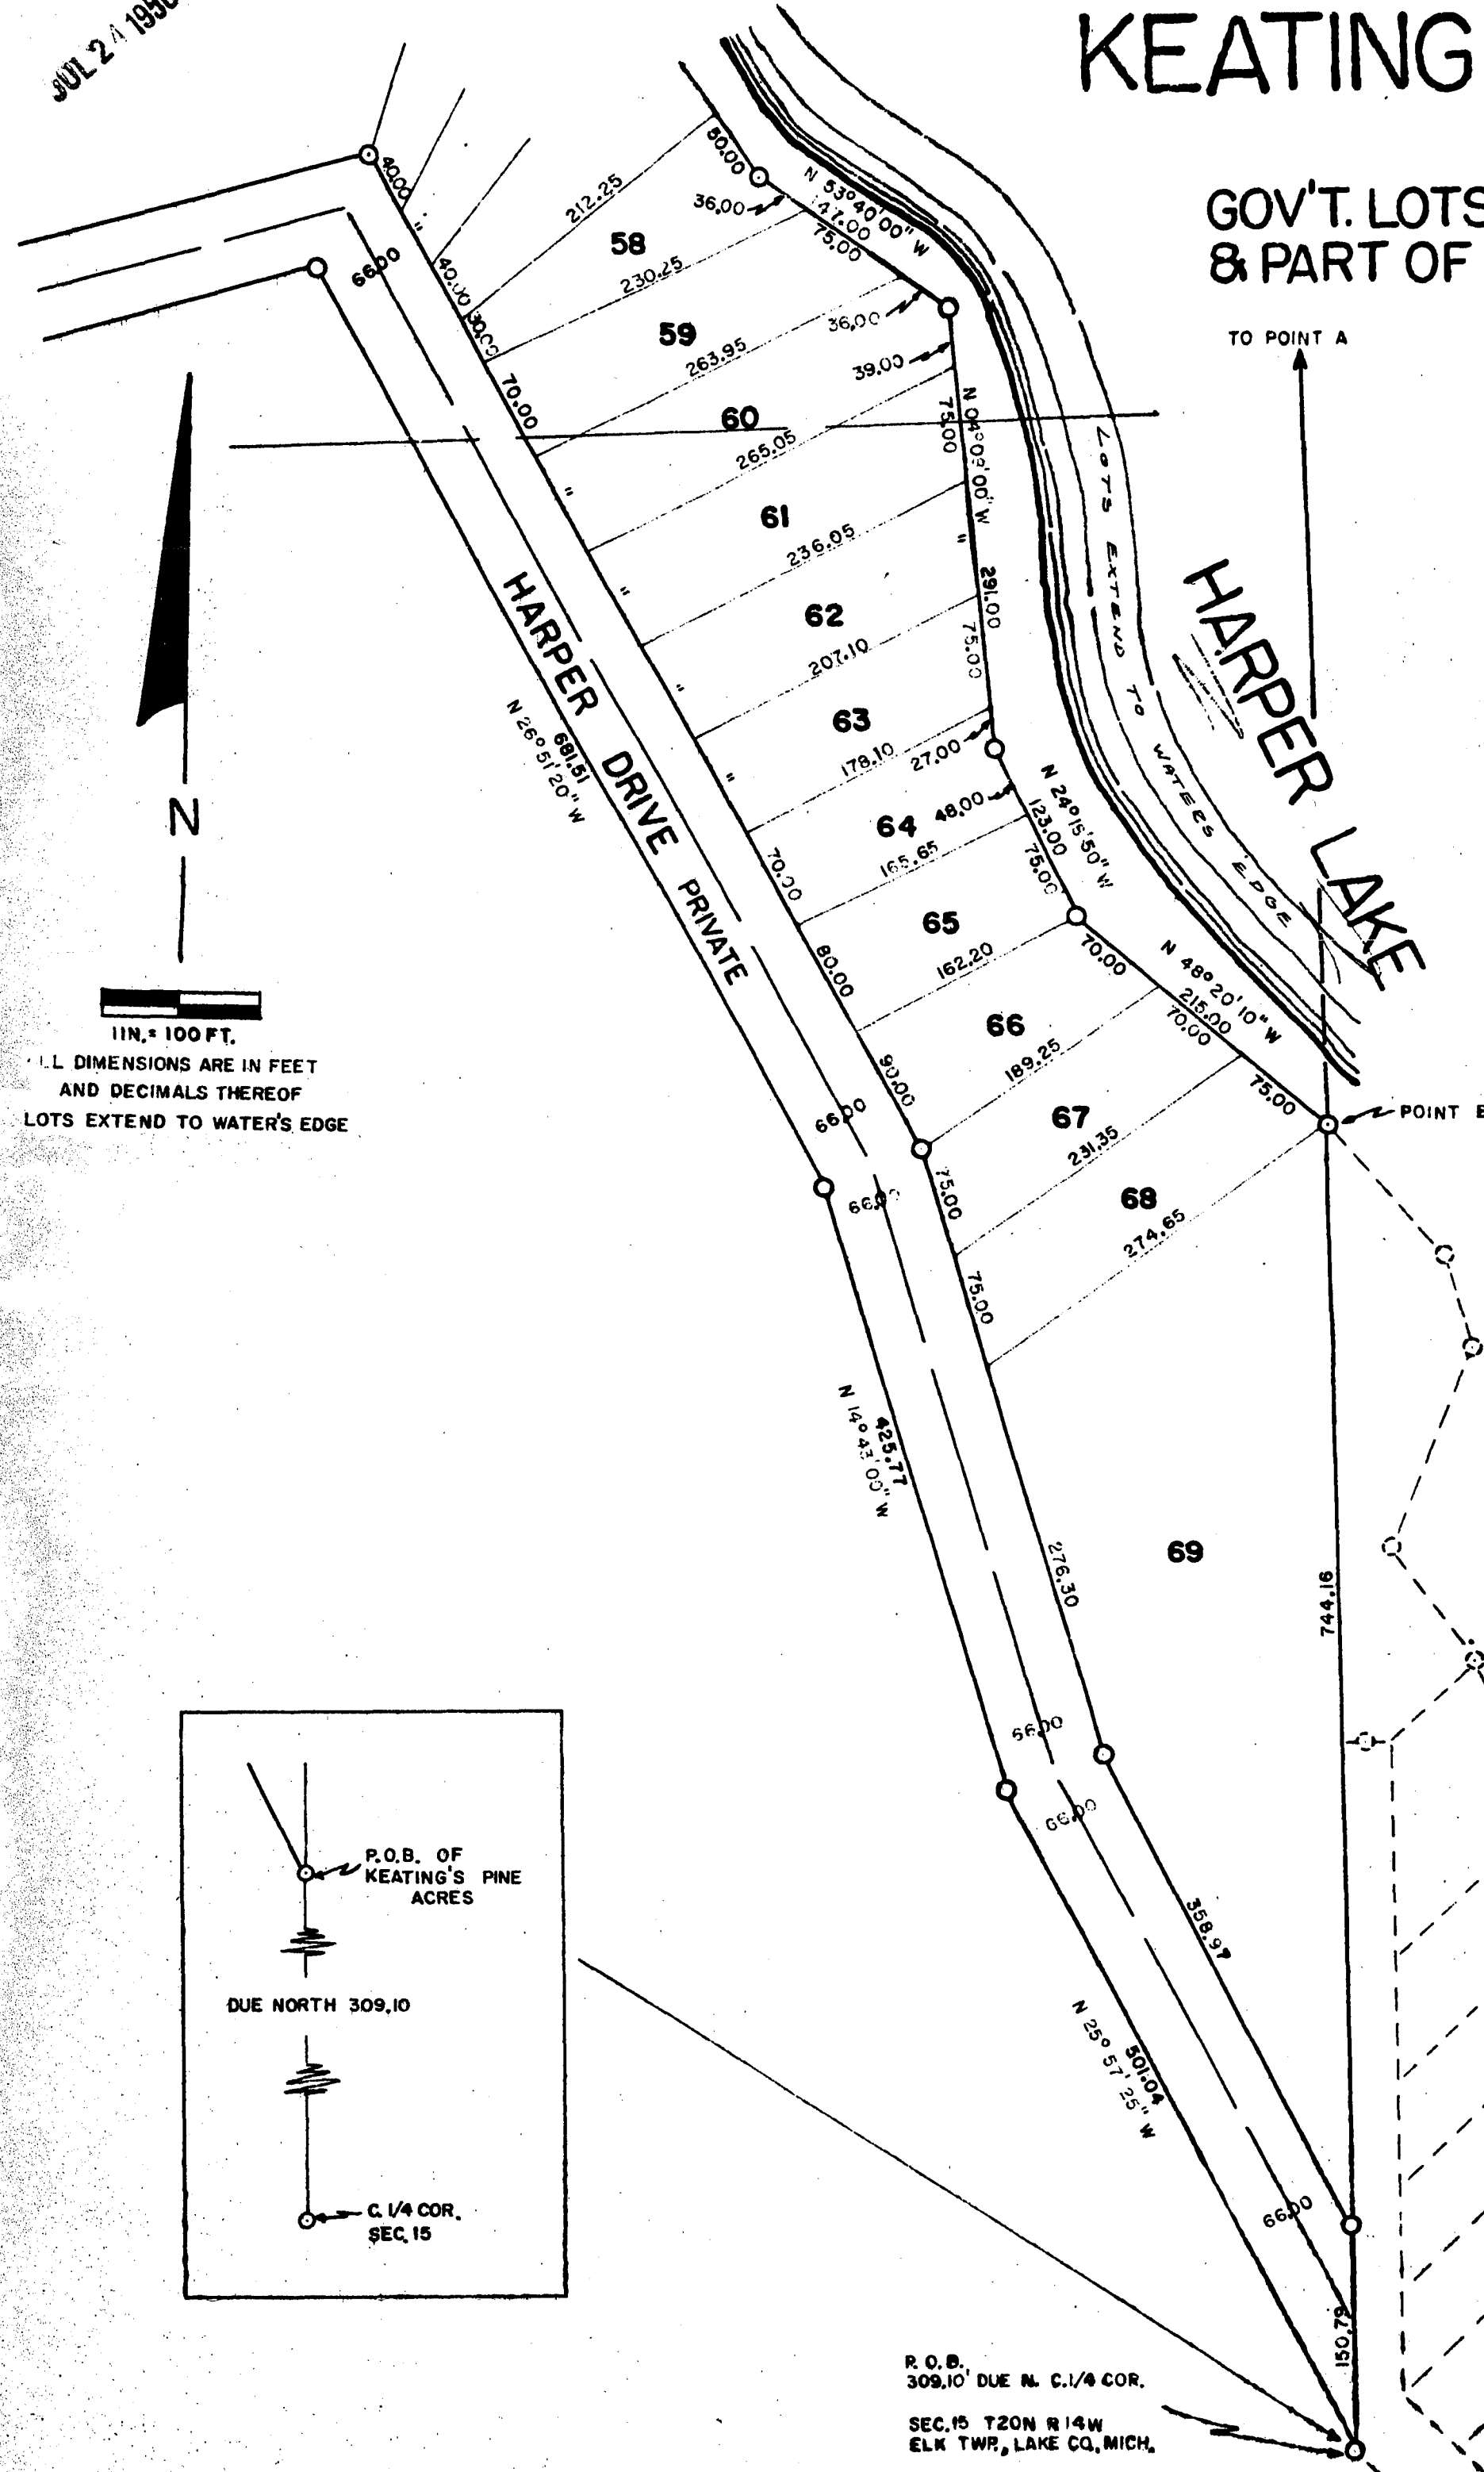 JUL 24
KEATING
GOV'T. LOTS
& PART OF
TO POINT A
40.00
"
40.00
30.00
66.00
50.00
36.00
N 53°40'00" W
147.00
75.00
212.25
58
230.25
59
263.95
36.00
39.00
60
265.05
70.00
75.00
N 04°09'00" W
"
291.00
75.00
61
236.05
"
62
207.10
"
63
178.10
27.00
"
64
48.00
165.65
"
N 24°15'50" W
123.00
75.00
70.00
65
162.20
80.00
70.00
N 48°20'10" W
215.00
70.00
75.00
66
189.25
90.00
67
231.35
68
274.65
POINT
LOTS EXTEND TO WATERS EDGE
HARPER LAKE
HARPER DRIVE PRIVATE
681.51
N 26°51'20" W
N
1 IN.= 100 FT.
LL DIMENSIONS ARE IN FEET
AND DECIMALS THEREOF
LOTS EXTEND TO WATER'S EDGE
66.00
66.00
75.00
75.00
425.77
N 14°43'00" W
276.30
69
744.16
66.00
66.00
358.97
501.04
N 25°57'25" W
66.00
150.79
P.O.B. OF
KEATING'S PINE
ACRES
DUE NORTH 309.10
C. 1/4 COR.
SEC. 15
P.O.B.
309.10' DUE N. C.1/4 COR.
SEC.15 T20N R14W
ELK TWP., LAKE CO., MICH.